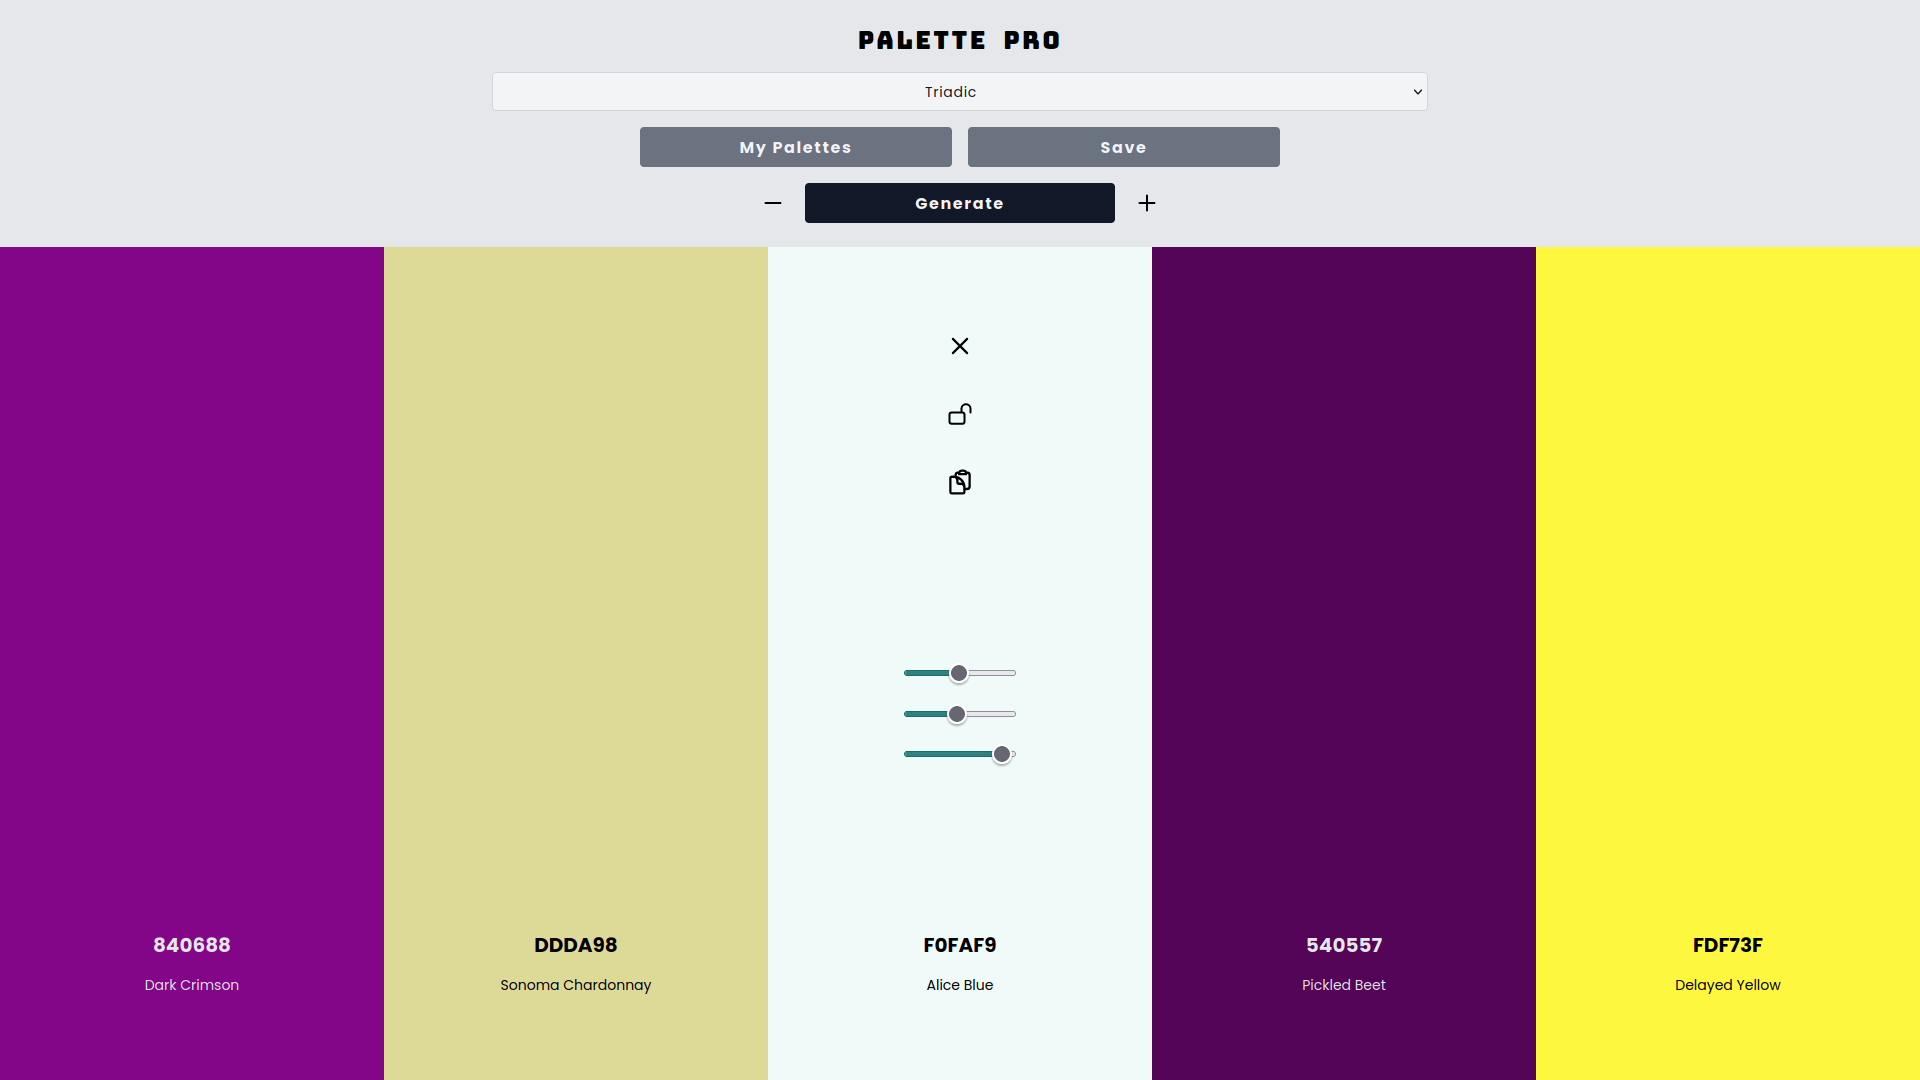 PALETTE PRO
Triadic
My Palettes
Save
Generate
840688
Dark Crimson
DDDA98
Sonoma Chardonnay
F0FAF9
Alice Blue
540557
Pickled Beet
FDF73F
Delayed Yellow